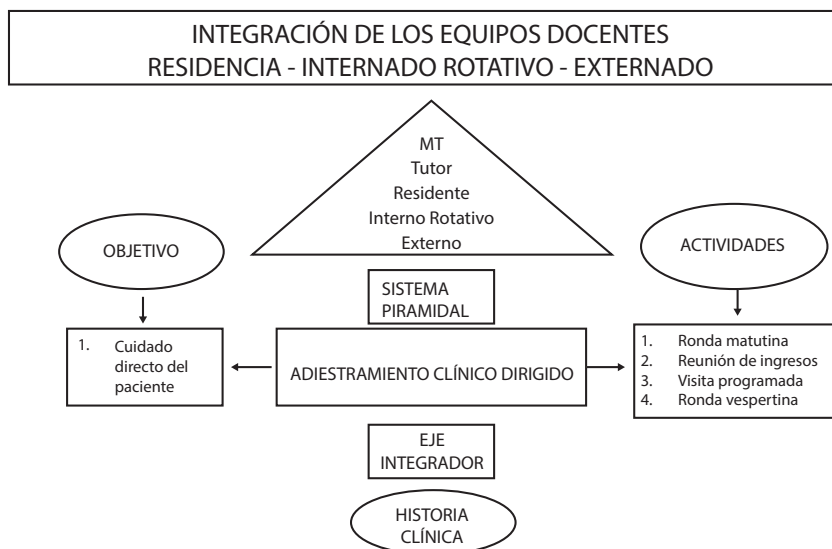 INTEGRACIÓN DE LOS EQUIPOS DOCENTES
RESIDENCIA - INTERNADO ROTATIVO - EXTERNADO
MT
Tutor
Residente
Interno Rotativo
Externo
OBJETIVO
ACTIVIDADES
SISTEMA
PIRAMIDAL
1. Cuidado
directo del
paciente
ADIESTRAMIENTO CLÍNICO DIRIGIDO
1. Ronda matutina
2. Reunión de ingresos
3. Visita programada
4. Ronda vespertina
EJE
INTEGRADOR
HISTORIA
CLÍNICA